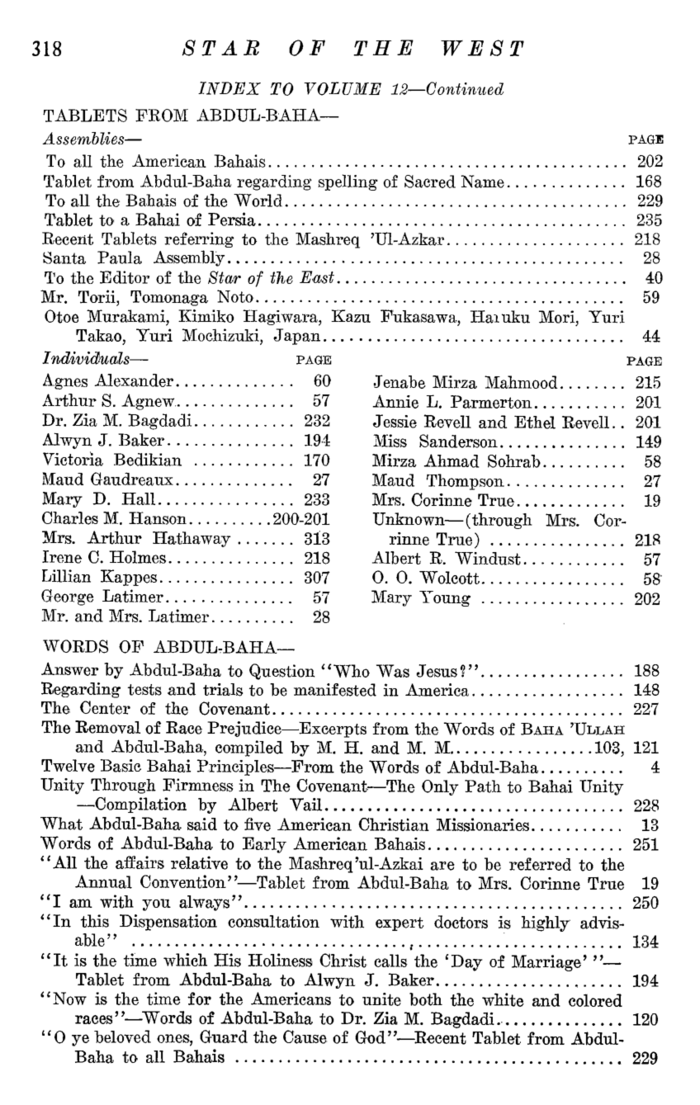 318 STAR OF THE WEST
INDEX TO VOLUME 12—Continued
TABLETS FROM ABDUL-BAHA—
Assemblies— PAGE
To all the American Bahais........................................ 202
Tablet from Abdul-Baha regarding spelling of Sacred Name.............. 168
To all the Bahais of the World...................................... 229
Tablet to a Bahai of Persia......................................... 235
Recent Tablets referring to the Mashreq 'Ul-Azkar.................... 218
Santa Paula Assembly............................................. 28
To the Editor of the Star of the East................................. 40
Mr. Torii, Tomonaga Noto.......................................... 59
Otoe Murakami, Kimiko Hagiwara, Kazu Fukasawa, Haruku Mori, Yuri
Takao, Yuri Mochizuki, Japan................................... 44
Individuals— PAGE
Agnes Alexander.............. 60
Arthur S. Agnew.............. 57
Dr. Zia M. Bagdadi............ 232
Alwyn J. Baker............... 194
Victoria Bedikian ............ 170
Maud Gaudreaux.............. 27
Mary D. Hall................ 233
Charles M. Hanson..........200-201
Mrs. Arthur Hathaway ....... 313
Irene C. Holmes............... 218
Lillian Kappes................ 307
George Latimer............... 57
Mr. and Mrs. Latimer.......... 28
PAGE
Jenabe Mirza Mahmood........ 215
Annie L. Parmerton........... 201
Jessie Revell and Ethel Revell.. 201
Miss Sanderson............... 149
Mirza Ahmad Sohrab.......... 58
Maud Thompson.............. 27
Mrs. Corinne True............. 19
Unknown—(through Mrs. Cor-
rinne True) ................ 218
Albert R. Windust............ 57
O. O. Wolcott................. 58
Mary Young ................. 202
WORDS OF ABDUL-BAHA—
Answer by Abdul-Baha to Question "Who Was Jesus?"................. 188
Regarding tests and trials to be manifested in America.................. 148
The Center of the Covenant......................................... 227
The Removal of Race Prejudice—Excerpts from the Words of BAHA 'ULLAH
and Abdul-Baha, compiled by M. H. and M. M................103, 121
Twelve Basic Bahai Principles—From the Words of Abdul-Baha.......... 4
Unity Through Firmness in The Covenant—The Only Path to Bahai Unity
—Compilation by Albert Vail................................... 228
What Abdul-Baha said to five American Christian Missionaries........... 13
Words of Abdul-Baha to Early American Bahais....................... 251
"All the affairs relative to the Mashreq'ul-Azkai are to be referred to the
Annual Convention"—Tablet from Abdul-Baha to Mrs. Corinne True 19
"I am with you always"............................................ 250
"In this Dispensation consultation with expert doctors is highly advis-
able" ......................................................... 134
"It is the time which His Holiness Christ calls the 'Day of Marriage' "—
Tablet from Abdul-Baha to Alwyn J. Baker...................... 194
"Now is the time for the Americans to unite both the white and colored
races"—Words of Abdul-Baha to Dr. Zia M. Bagdadi............... 120
"O ye beloved ones, Guard the Cause of God"—Recent Tablet from Abdul-
Baha to all Bahais ............................................. 229